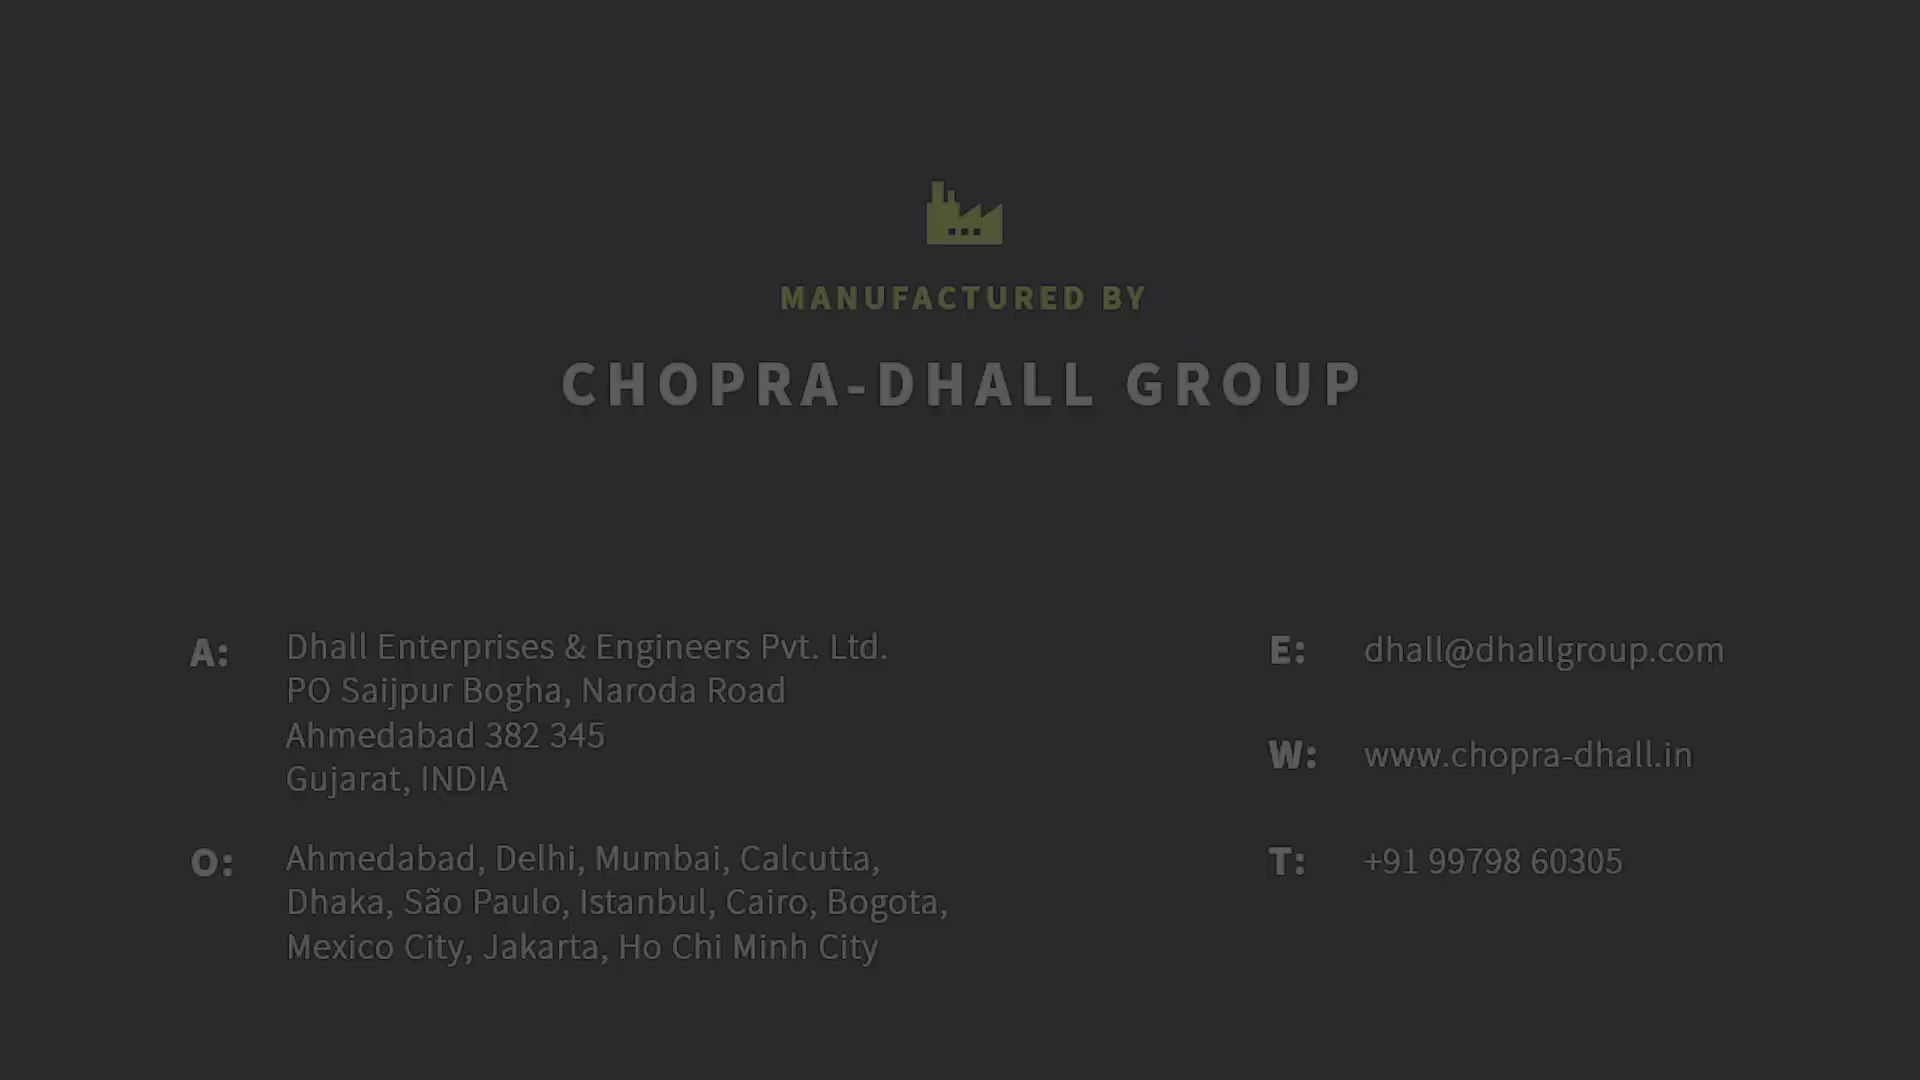 MANUFACTURED BY
CHOPRA-DHALL GROUP
A: Dhall Enterprises & Engineers Pvt. Ltd.
PO Saijpur Bogha, Naroda Road
Ahmedabad 382 345
Gujarat, INDIA
O: Ahmedabad, Delhi, Mumbai, Calcutta,
Dhaka, São Paulo, Istanbul, Cairo, Bogota,
Mexico City, Jakarta, Ho Chi Minh City
E: dhall@dhallgroup.com
W: www.chopra-dhall.in
T: +91 99798 60305